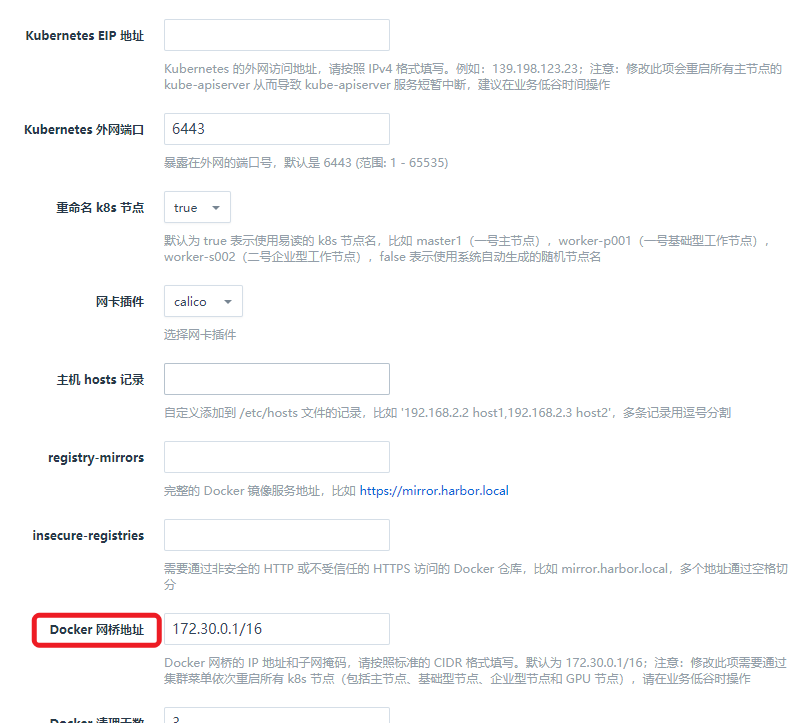 Kubernetes EIP 地址
Kubernetes 的外网访问地址，请按照 IPv4 格式填写。例如：139.198.123.23；注意：修改此项会重启所有主节点的
kube-apiserver 从而导致 kube-apiserver 服务短暂中断，建议在业务低谷时间操作
Kubernetes 外网端口 6443
暴露在外网的端口号，默认是 6443 (范围: 1 - 65535)
重命名 k8s 节点 true
默认为 true 表示使用易读的 k8s 节点名，比如 master1（一号主节点）, worker-p001（一号基础型工作节点）,
worker-s002（二号企业型工作节点）, false 表示使用系统自动生成的随机节点名
网卡插件 calico
选择网卡插件
主机 hosts 记录
自定义添加到 /etc/hosts 文件的记录，比如 '192.168.2.2 host1,192.168.2.3 host2'，多条记录用逗号分割
registry-mirrors
完整的 Docker 镜像服务地址，比如 https://mirror.harbor.local
insecure-registries
需要通过非安全的 HTTP 或不受信任的 HTTPS 访问的 Docker 仓库，比如 mirror.harbor.local，多个地址通过空格切
分
Docker 网桥地址 172.30.0.1/16
Docker 网桥的 IP 地址和子网掩码，请按照标准的 CIDR 格式填写。默认为 172.30.0.1/16；注意：修改此项需要通过
集群菜单依次重启所有 k8s 节点（包括主节点、基础型节点、企业型节点和 GPU 节点），请在业务低谷时操作
Docker 清理天数 3